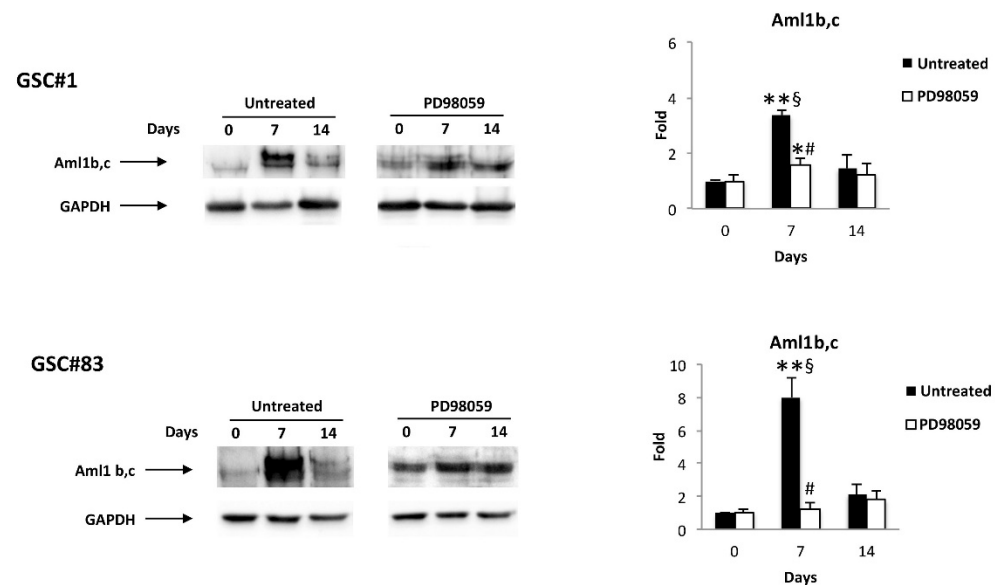 GSC#1
Untreated
PD98059
Days
0 7 14
0 7 14
Aml1b,c
GAPDH
Aml1b,c
Fold
6
4
2
0
**§
*#
0 7 14
Days
Untreated
PD98059
GSC#83
Untreated
PD98059
Days
0 7 14
0 7 14
Aml1 b,c
GAPDH
Aml1b,c
Fold
10
8
6
4
2
0
**§
#
0 7 14
Days
Untreated
PD98059